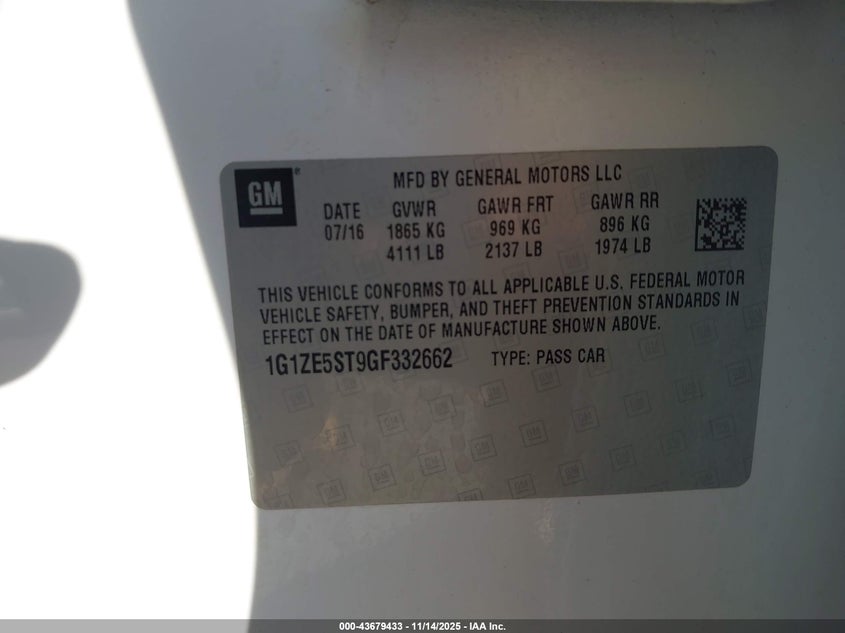 GM
MFD BY GENERAL MOTORS LLC
DATE GVWR GAWR FRT GAWR RR
07/16 1865 KG 969 KG 896 KG
4111 LB 2137 LB 1974 LB
THIS VEHICLE CONFORMS TO ALL APPLICABLE U.S. FEDERAL MOTOR
VEHICLE SAFETY, BUMPER, AND THEFT PREVENTION STANDARDS IN
EFFECT ON THE DATE OF MANUFACTURE SHOWN ABOVE.
1G1ZE5ST9GF332662 TYPE: PASS CAR
000-43679433 - 11/14/2025 - IAA Inc.